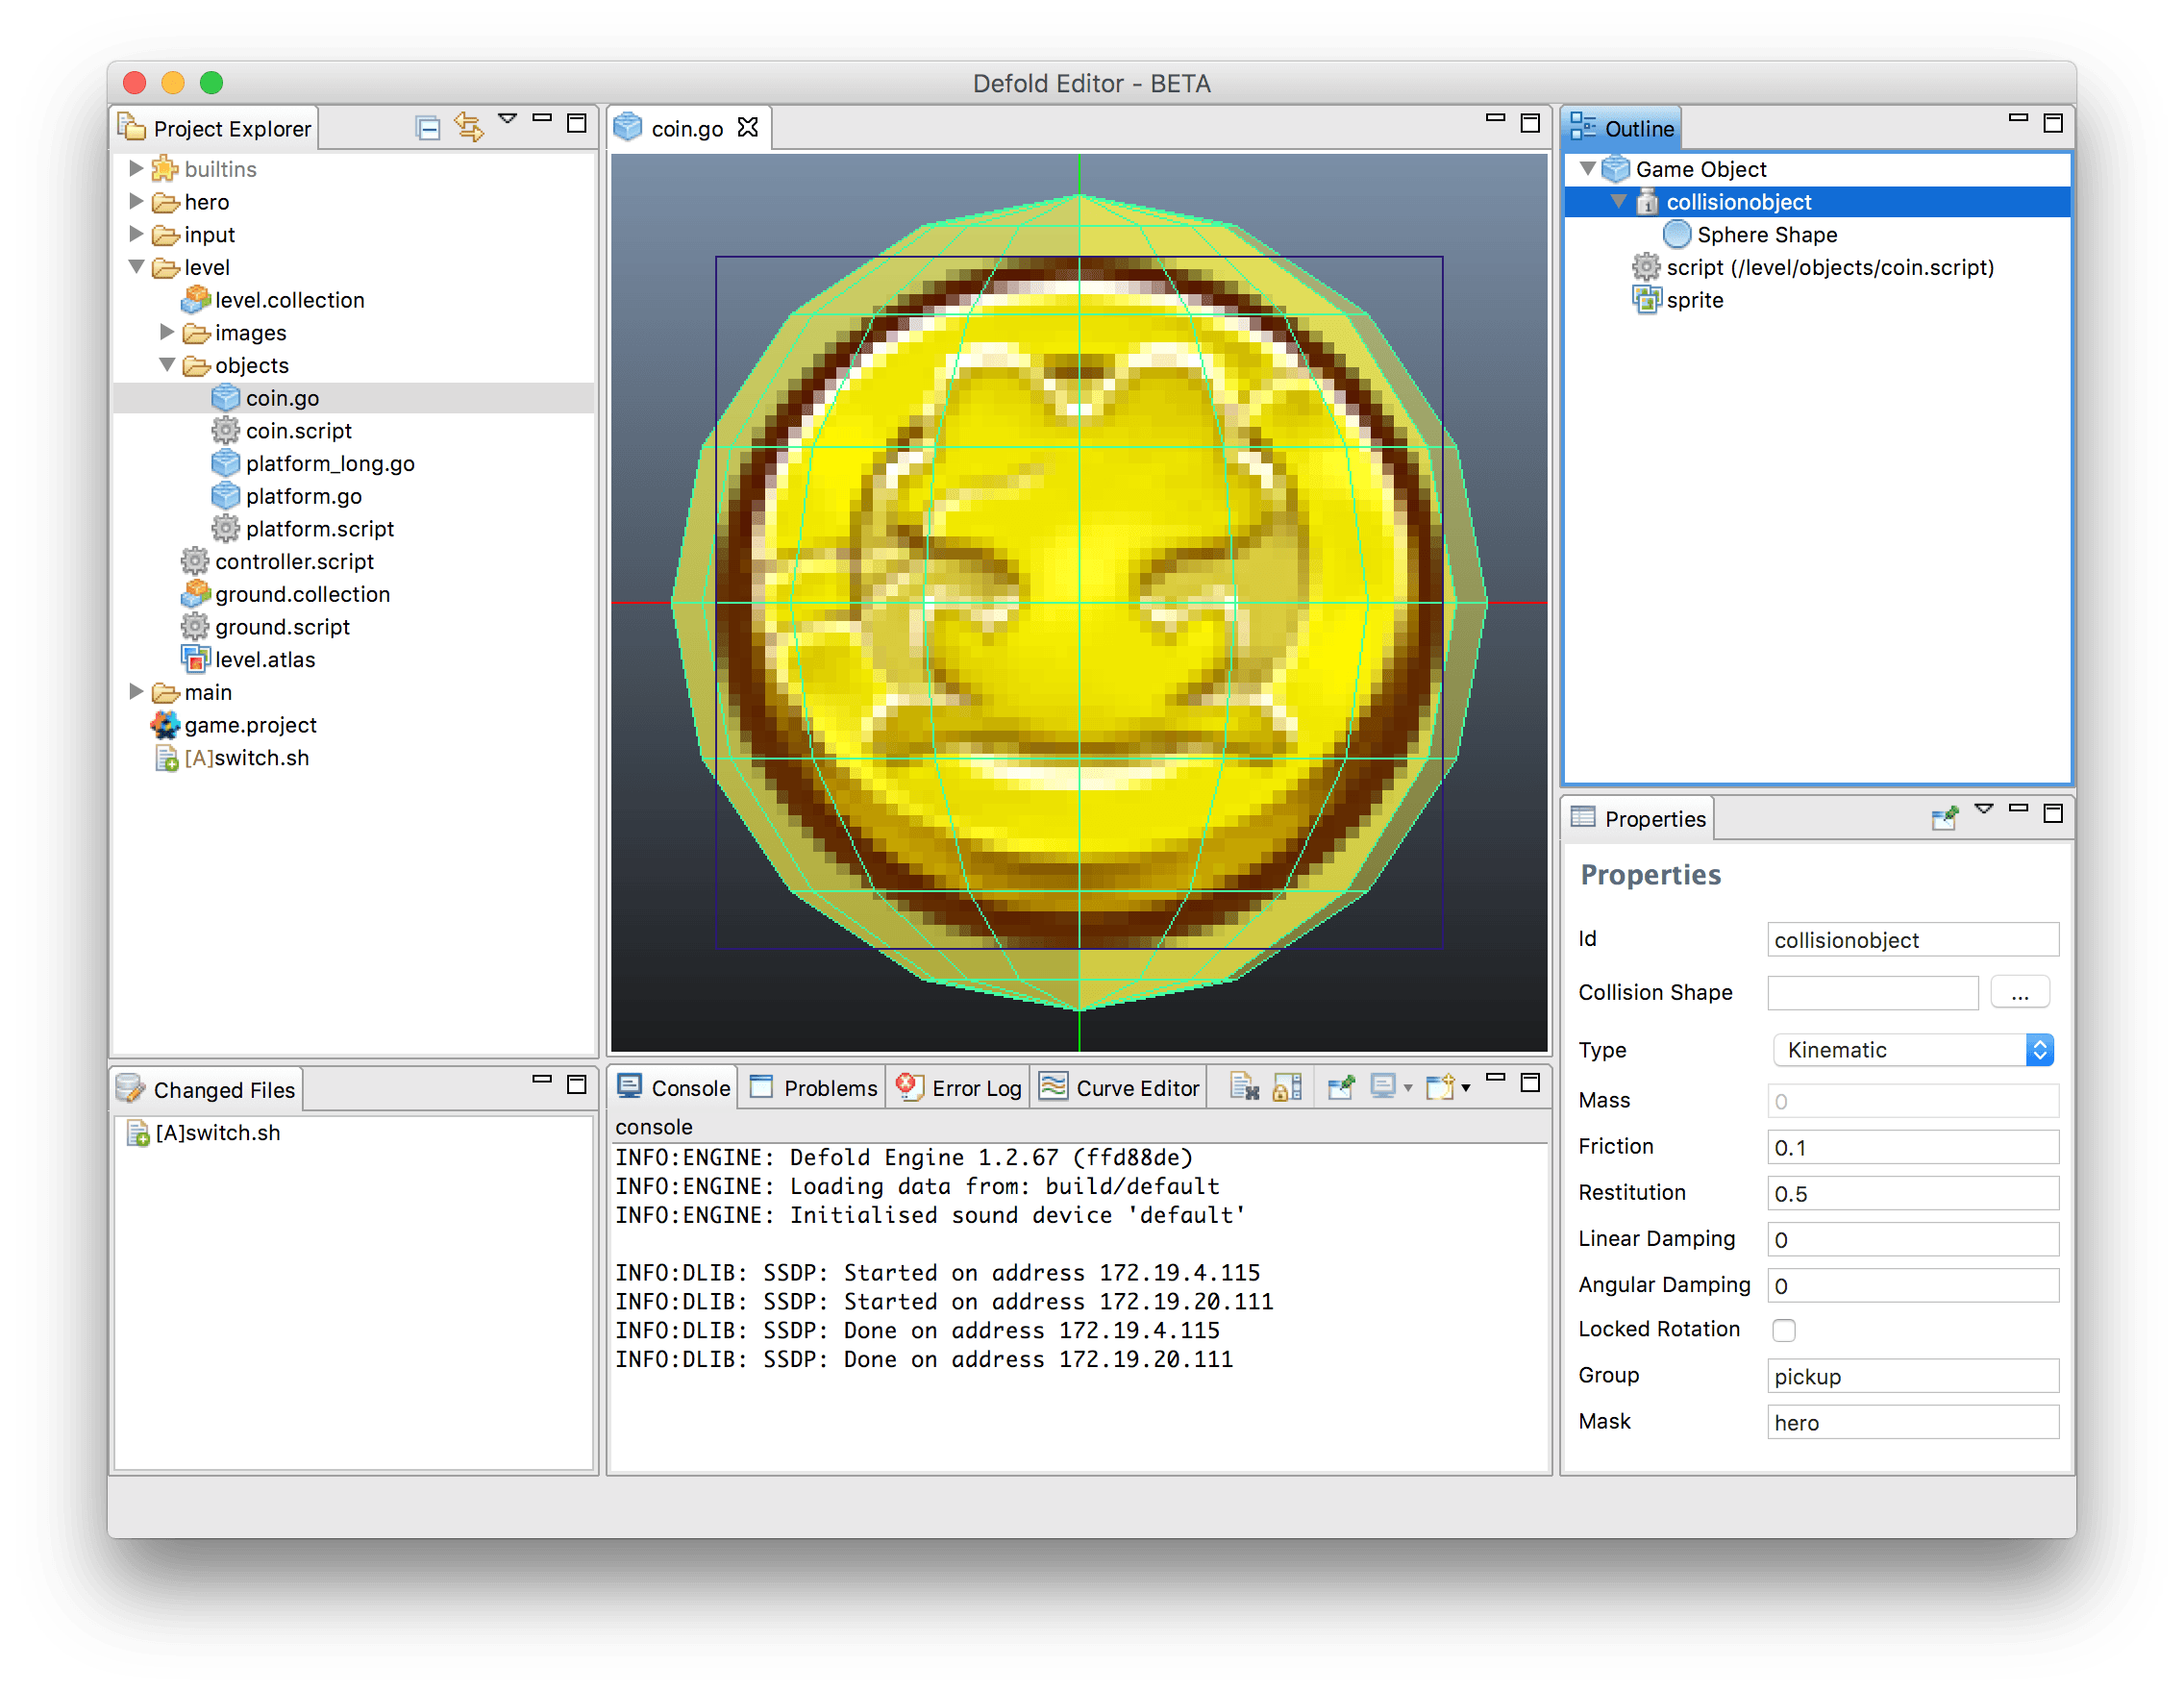 Defold Editor - BETA
Project Explorer
builtins
hero
input
level
level.collection
images
objects
coin.go
coin.script
platform_long.go
platform.go
platform.script
controller.script
ground.collection
ground.script
level.atlas
main
game.project
[A]switch.sh
Changed Files
[A]switch.sh
coin.go
Console
Problems
Error Log
Curve Editor
console
INFO:ENGINE: Defold Engine 1.2.67 (ffd88de)
INFO:ENGINE: Loading data from: build/default
INFO:ENGINE: Initialised sound device 'default'
INFO:DLIB: SSDP: Started on address 172.19.4.115
INFO:DLIB: SSDP: Started on address 172.19.20.111
INFO:DLIB: SSDP: Done on address 172.19.4.115
INFO:DLIB: SSDP: Done on address 172.19.20.111
Outline
Game Object
collisionobject
Sphere Shape
script (/level/objects/coin.script)
sprite
Properties
Properties
Id collisionobject
Collision Shape ...
Type Kinematic
Mass 0
Friction 0.1
Restitution 0.5
Linear Damping 0
Angular Damping 0
Locked Rotation
Group pickup
Mask hero